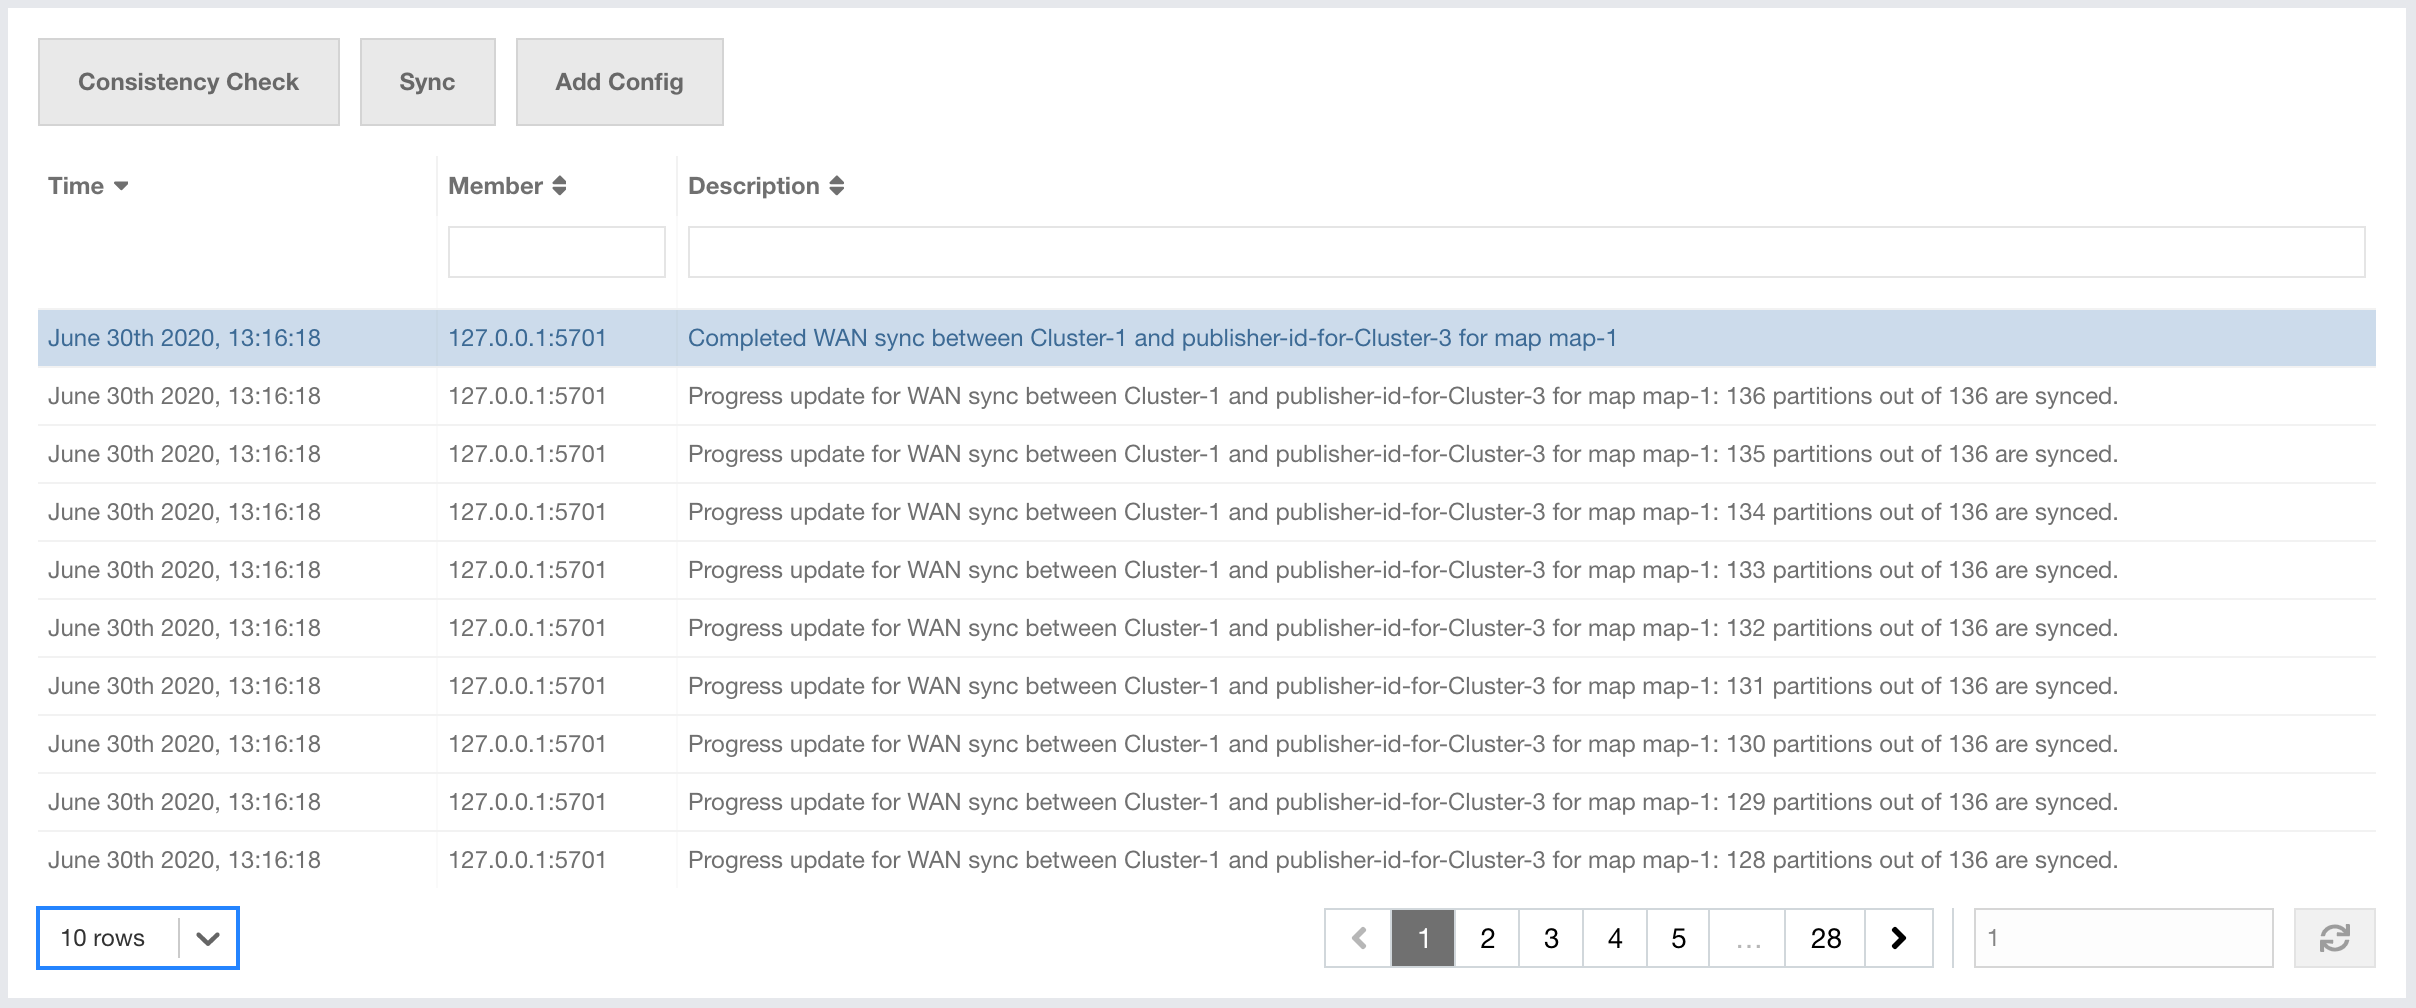 Consistency Check Sync Add Config
Time Member Description
June 30th 2020, 13:16:18 127.0.0.1:5701 Completed WAN sync between Cluster-1 and publisher-id-for-Cluster-3 for map map-1
June 30th 2020, 13:16:18 127.0.0.1:5701 Progress update for WAN sync between Cluster-1 and publisher-id-for-Cluster-3 for map map-1: 136 partitions out of 136 are synced.
June 30th 2020, 13:16:18 127.0.0.1:5701 Progress update for WAN sync between Cluster-1 and publisher-id-for-Cluster-3 for map map-1: 135 partitions out of 136 are synced.
June 30th 2020, 13:16:18 127.0.0.1:5701 Progress update for WAN sync between Cluster-1 and publisher-id-for-Cluster-3 for map map-1: 134 partitions out of 136 are synced.
June 30th 2020, 13:16:18 127.0.0.1:5701 Progress update for WAN sync between Cluster-1 and publisher-id-for-Cluster-3 for map map-1: 133 partitions out of 136 are synced.
June 30th 2020, 13:16:18 127.0.0.1:5701 Progress update for WAN sync between Cluster-1 and publisher-id-for-Cluster-3 for map map-1: 132 partitions out of 136 are synced.
June 30th 2020, 13:16:18 127.0.0.1:5701 Progress update for WAN sync between Cluster-1 and publisher-id-for-Cluster-3 for map map-1: 131 partitions out of 136 are synced.
June 30th 2020, 13:16:18 127.0.0.1:5701 Progress update for WAN sync between Cluster-1 and publisher-id-for-Cluster-3 for map map-1: 130 partitions out of 136 are synced.
June 30th 2020, 13:16:18 127.0.0.1:5701 Progress update for WAN sync between Cluster-1 and publisher-id-for-Cluster-3 for map map-1: 129 partitions out of 136 are synced.
June 30th 2020, 13:16:18 127.0.0.1:5701 Progress update for WAN sync between Cluster-1 and publisher-id-for-Cluster-3 for map map-1: 128 partitions out of 136 are synced.
10 rows 1 2 3 4 5 ... 28 1